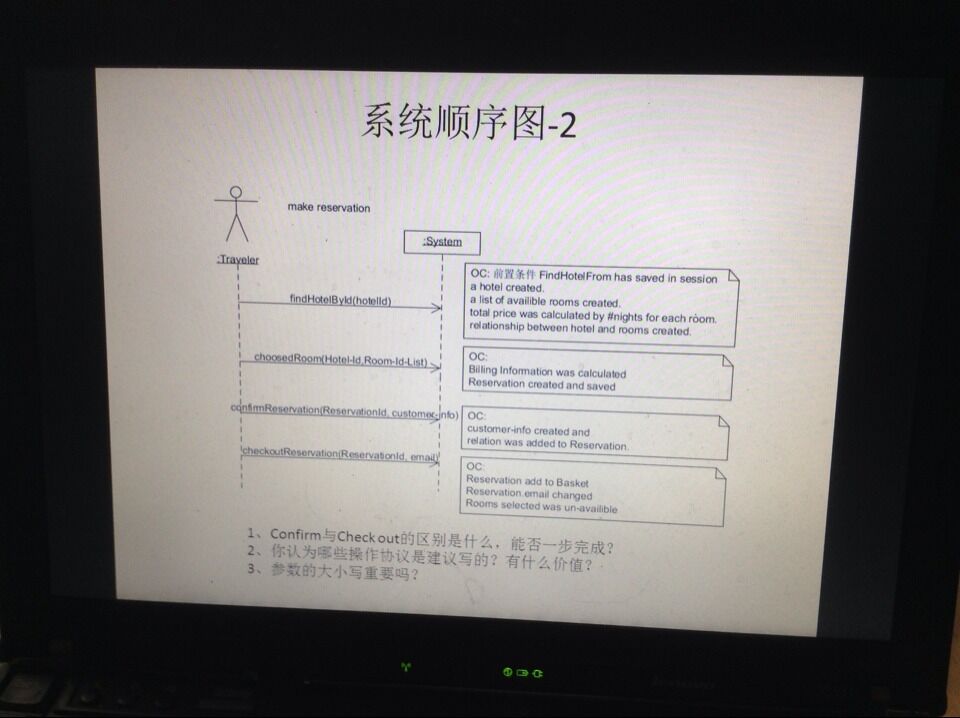 系统顺序图-2
make reservation
:System
:Traveler
OC: 前置条件 FindHotelFrom has saved in session
a hotel created.
a list of availible rooms created.
total price was calculated by #nights for each room.
relationship between hotel and rooms created.
findHotelById(hotelId)
choosedRoom(Hotel-Id,Room-Id-List)
OC:
Billing Information was calculated
Reservation created and saved
confirmReservation(ReservationId, customer-info)
OC:
customer-info created and
relation was added to Reservation.
checkoutReservation(ReservationId, email)
OC:
Reservation add to Basket
Reservation.email changed
Rooms selected was un-availible
1、Confirm与Check out的区别是什么，能否一步完成？
2、你认为哪些操作协议是建议写的？有什么价值？
3、参数的大小写重要吗？